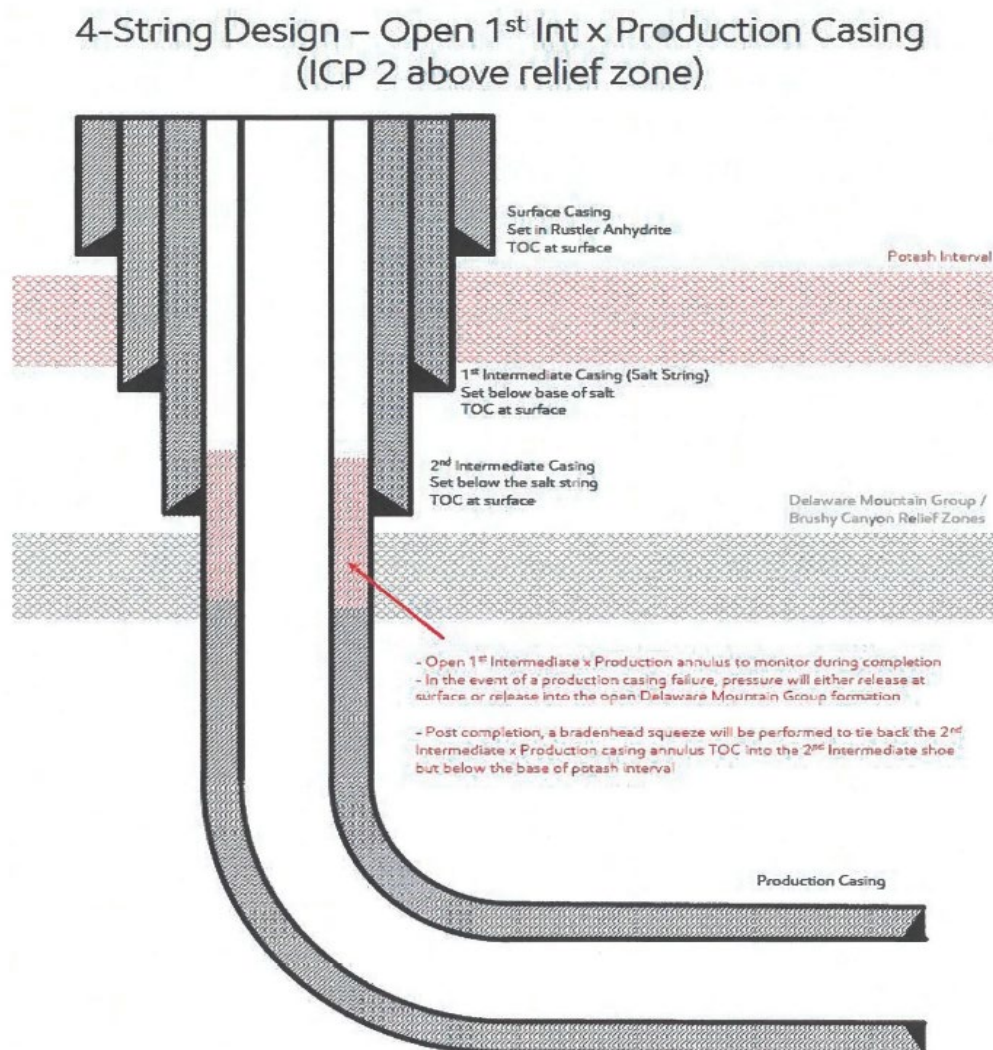 4-String Design – Open 1st Int x Production Casing
(ICP 2 above relief zone)
Surface Casing
Set in Rustler Anhydrite
TOC at surface
Potash Interval
1st Intermediate Casing (Salt String)
Set below base of salt
TOC at surface
2nd Intermediate Casing
Set below the salt string
TOC at surface
Delaware Mountain Group /
Brushy Canyon Relief Zones
- Open 1st Intermediate x Production annulus to monitor during completion
- In the event of a production casing failure, pressure will either release at
surface or release into the open Delaware Mountain Group formation
- Post completion, a bradenhead squeeze will be performed to tie back the 2nd
Intermediate x Production casing annulus TOC into the 2nd Intermediate shoe
but below the base of potash interval
Production Casing